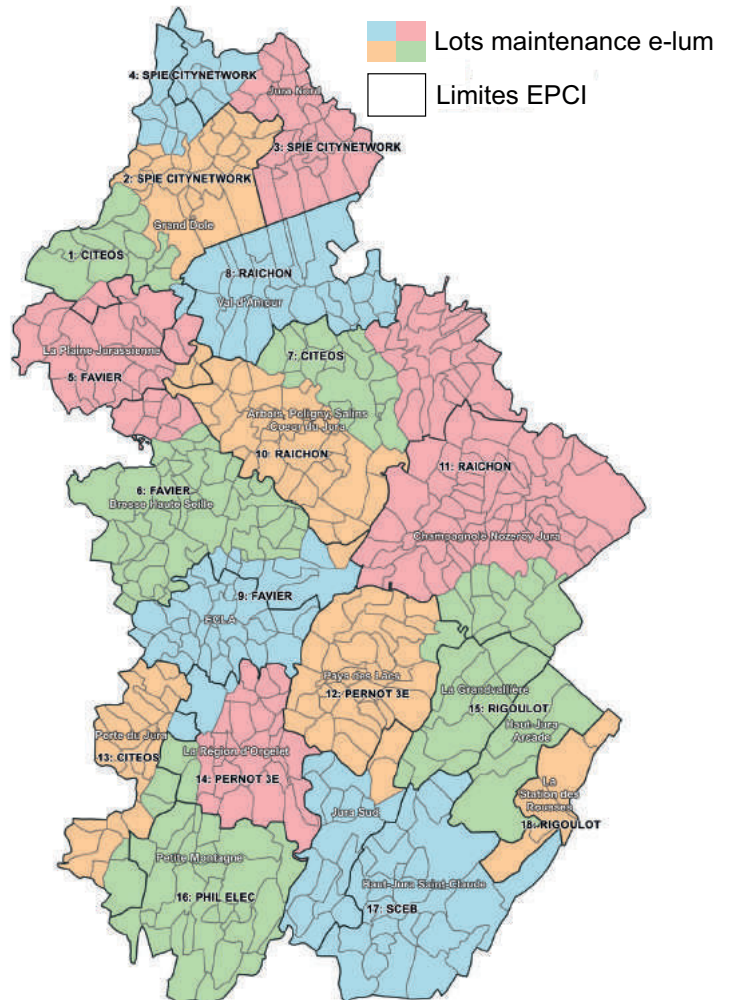 Lots maintenance e-lum
Limites EPCI
4: SPIE CITYNETWORK
Jura Nord
3: SPIE CITYNETWORK
2: SPIE CITYNETWORK
Grand Dole
1: CITEOS
8: RAICHON
Val d'Amour
7: CITEOS
La Plaine Jurassienne
5: FAVIER
Arbois, Poligny, Salins
Coeur du Jura
10: RAICHON
11: RAICHON
6: FAVIER
Bresse Haute Seille
Champagnole Nozeroy Jura
9: FAVIER
ECLA
Pays des Lacs
12: PERNOT 3E
La Grandvallière
15: RIGOULOT
Haut-Jura
Arcade
Porte du Jura
13: CITEOS
La Région d'Orgelet
14: PERNOT 3E
La
Station des
Rousses
18: RIGOULOT
Jura Sud
Petite Montagne
16: PHIL ELEC
Haut-Jura Saint-Claude
17: SCEB